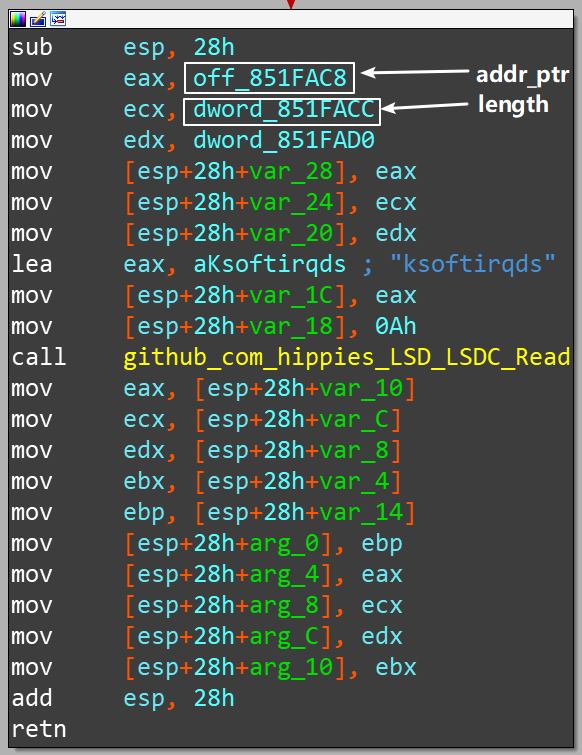 sub esp, 28h
mov eax, off_851FAC8 addr_ptr
mov ecx, dword_851FACC length
mov edx, dword_851FAD0
mov [esp+28h+var_28], eax
mov [esp+28h+var_24], ecx
mov [esp+28h+var_20], edx
lea eax, aKsoftirqds ; "ksoftirqds"
mov [esp+28h+var_1C], eax
mov [esp+28h+var_18], 0Ah
call github_com_hippies_LSD_LSDC_Read
mov eax, [esp+28h+var_10]
mov ecx, [esp+28h+var_C]
mov edx, [esp+28h+var_8]
mov ebx, [esp+28h+var_4]
mov ebp, [esp+28h+var_14]
mov [esp+28h+arg_0], ebp
mov [esp+28h+arg_4], eax
mov [esp+28h+arg_8], ecx
mov [esp+28h+arg_C], edx
mov [esp+28h+arg_10], ebx
add esp, 28h
retn